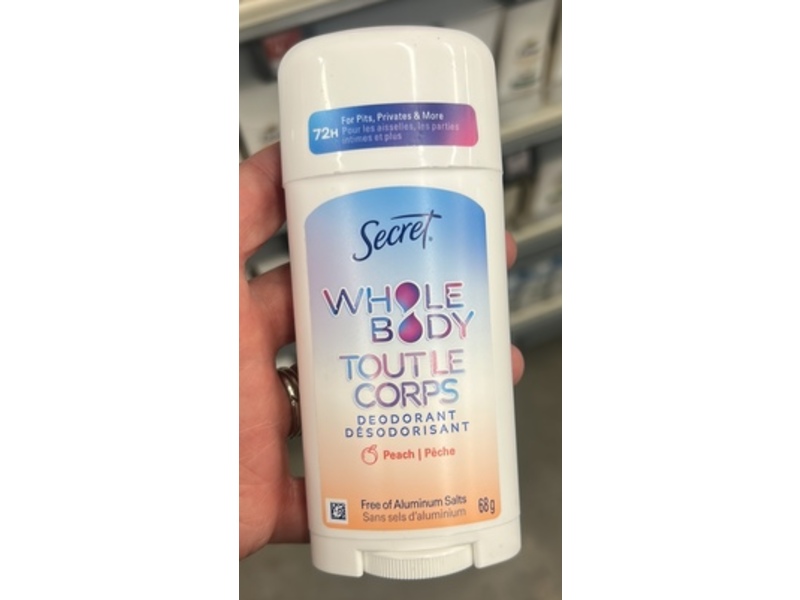 72H
For Pits, Privates & More
Pour les aisselles, les parties
intimes et plus
Secret
WHOLE
BODY
TOUT LE
CORPS
DEODORANT
DÉSODORISANT
Peach | Pêche
Free of Aluminum Salts
Sans sels d'aluminium
68 g